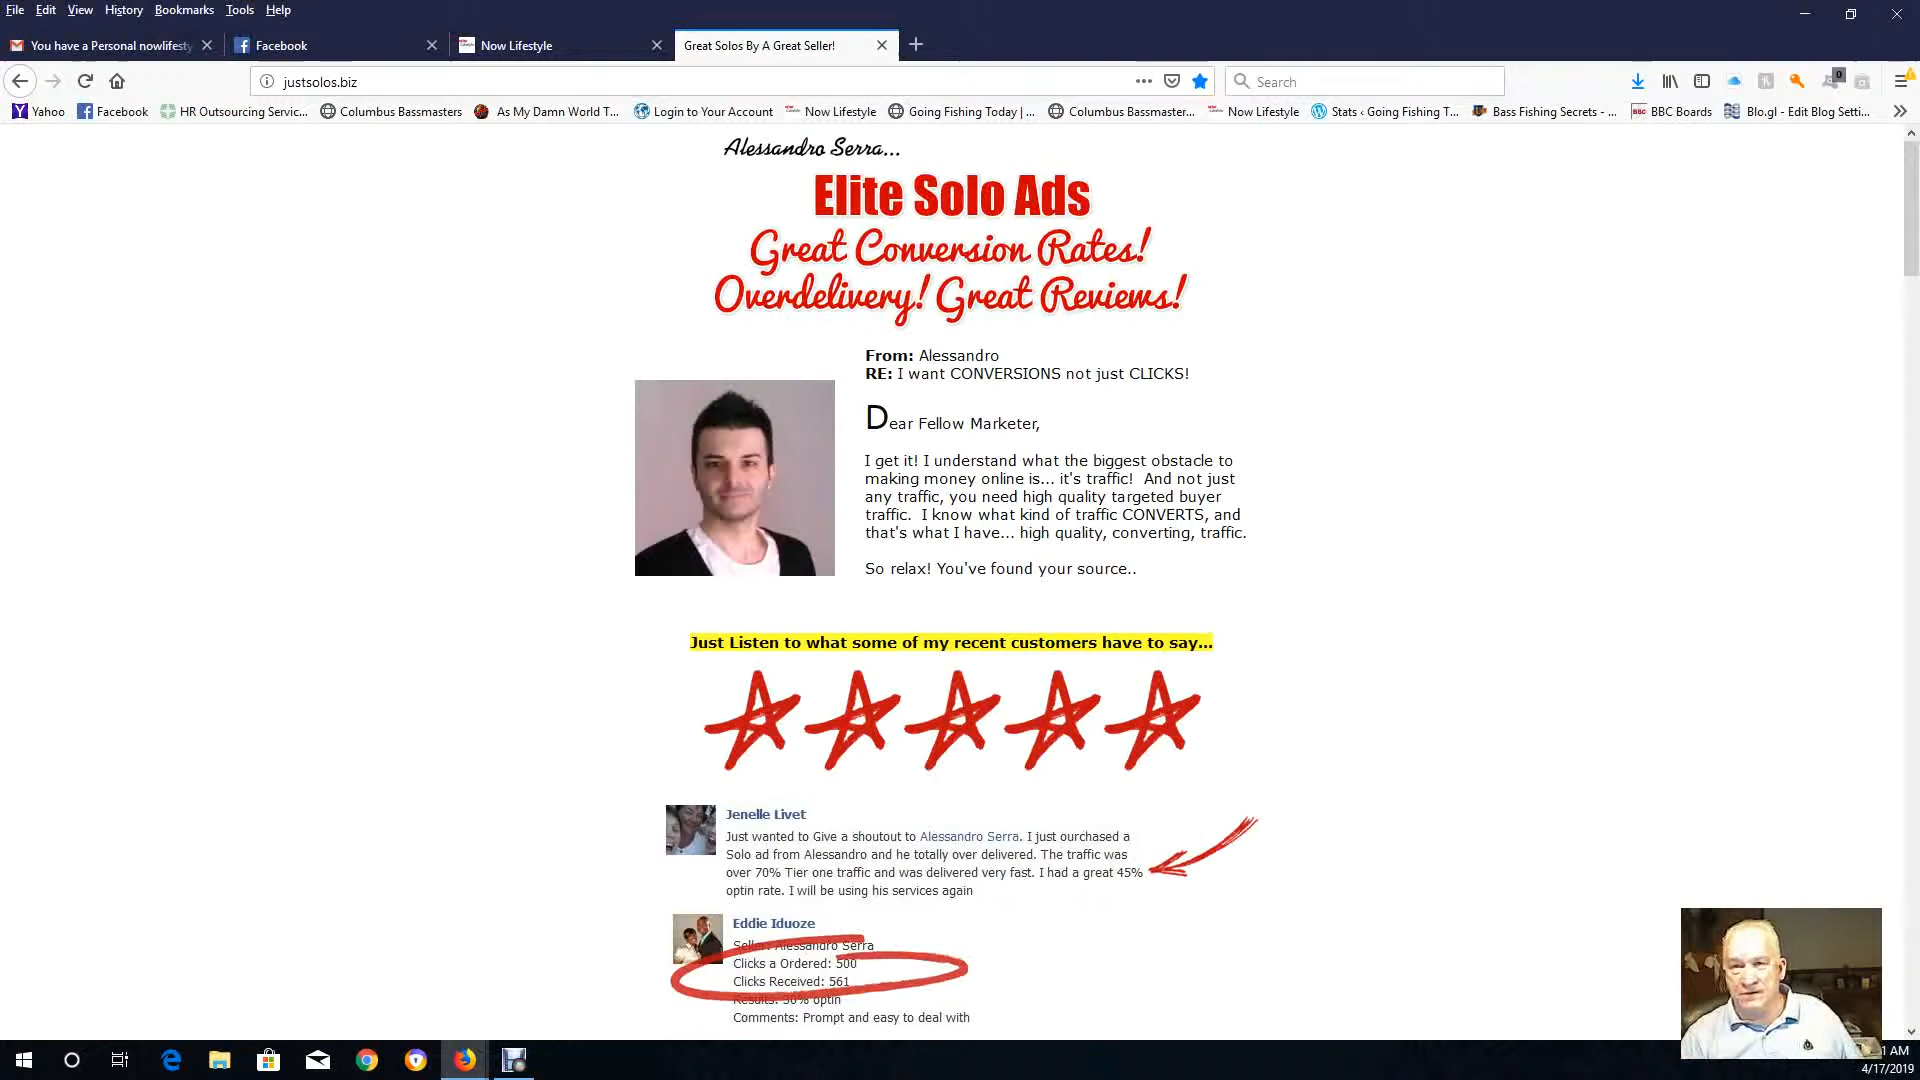 File Edit View History Bookmarks Tools Help
You have a Personal nowlifesty
Facebook
Now Lifestyle
Great Solos By A Great Seller!
justsolos.biz
Search
0
Yahoo
Facebook
HR Outsourcing Servic...
Columbus Bassmasters
As My Damn World T...
Login to Your Account
Now Lifestyle
Going Fishing Today | ...
Columbus Bassmaster...
Now Lifestyle
Stats ‹ Going Fishing T...
Bass Fishing Secrets - ...
BBC Boards
Blo.gl - Edit Blog Setti...
Alessandro Serra...
Elite Solo Ads
Great Conversion Rates!
Overdelivery! Great Reviews!
From: Alessandro
RE: I want CONVERSIONS not just CLICKS!
Dear Fellow Marketer,
I get it! I understand what the biggest obstacle to
making money online is... it's traffic! And not just
any traffic, you need high quality targeted buyer
traffic. I know what kind of traffic CONVERTS, and
that's what I have... high quality, converting, traffic.
So relax! You've found your source..
Just Listen to what some of my recent customers have to say...
Jenelle Livet
Just wanted to Give a shoutout to Alessandro Serra. I just ourchased a
Solo ad from Alessandro and he totally over delivered. The traffic was
over 70% Tier one traffic and was delivered very fast. I had a great 45%
optin rate. I will be using his services again
Eddie Iduoze
Seller: Alessandro Serra
Clicks a Ordered: 500
Clicks Received: 561
Results: 50% optin
Comments: Prompt and easy to deal with
1 AM
4/17/2019